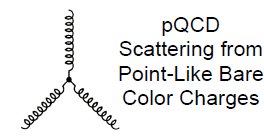 pQCD
Scattering from
Point-Like Bare
Color Charges